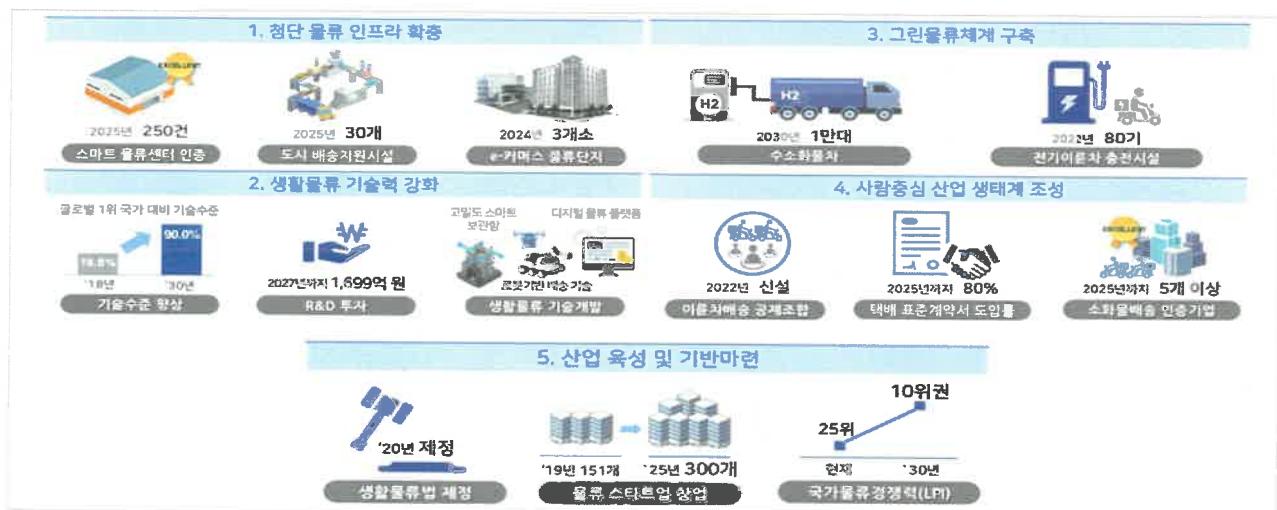 1. 첨단 물류 인프라 확충
EXCELLENT
2025년 250건
스마트 물류센터 인증
2025년 30개
도시 배송지원시설
2024년 3개소
e-커머스 물류단지
3. 그린물류체계 구축
H2
H2
2030년 1만대
수소화물차
2022년 80기
전기이륜차 충전시설
2. 생활물류 기술력 강화
글로벌 1위 국가 대비 기술수준
90.0%
'18년 '30년
기술수준 향상
2027년까지 1,699억 원
R&D 투자
고밀도 스마트
보관함
디지털 물류 플랫폼
로봇기반 배송 기술
생활물류 기술개발
4. 사람중심 산업 생태계 조성
2022년 신설
이륜차배송 공제조합
2025년까지 80%
택배 표준계약서 도입률
EXCELLENT
2025년까지 5개 이상
소화물배송 인증기업
5. 산업 육성 및 기반마련
'20년 제정
생활물류법 제정
'19년 151개 '25년 300개
물류 스타트업 창업
10위권
25위
현재 '30년
국가물류경쟁력(LPI)